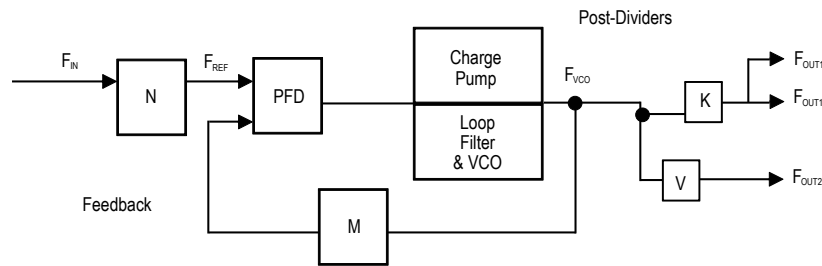 Post-Dividers
F_IN
N
F_REF
PFD
Charge
Pump
Loop
Filter
& VCO
F_VCO
K
F_OUT1
F_OUT1
V
F_OUT2
Feedback
M